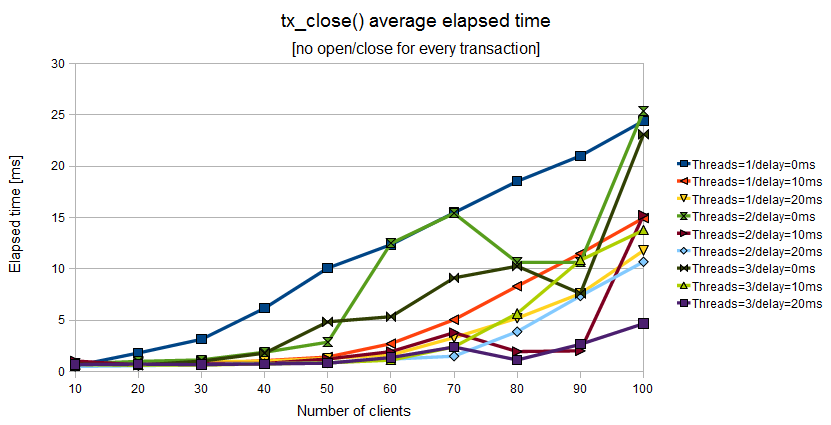 tx_close() average elapsed time
[no open/close for every transaction]
30
25
20
15
10
5
0
Elapsed time [ms]
10 20 30 40 50 60 70 80 90 100
Number of clients
Threads=1/delay=0ms
Threads=1/delay=10ms
Threads=1/delay=20ms
Threads=2/delay=0ms
Threads=2/delay=10ms
Threads=2/delay=20ms
Threads=3/delay=0ms
Threads=3/delay=10ms
Threads=3/delay=20ms